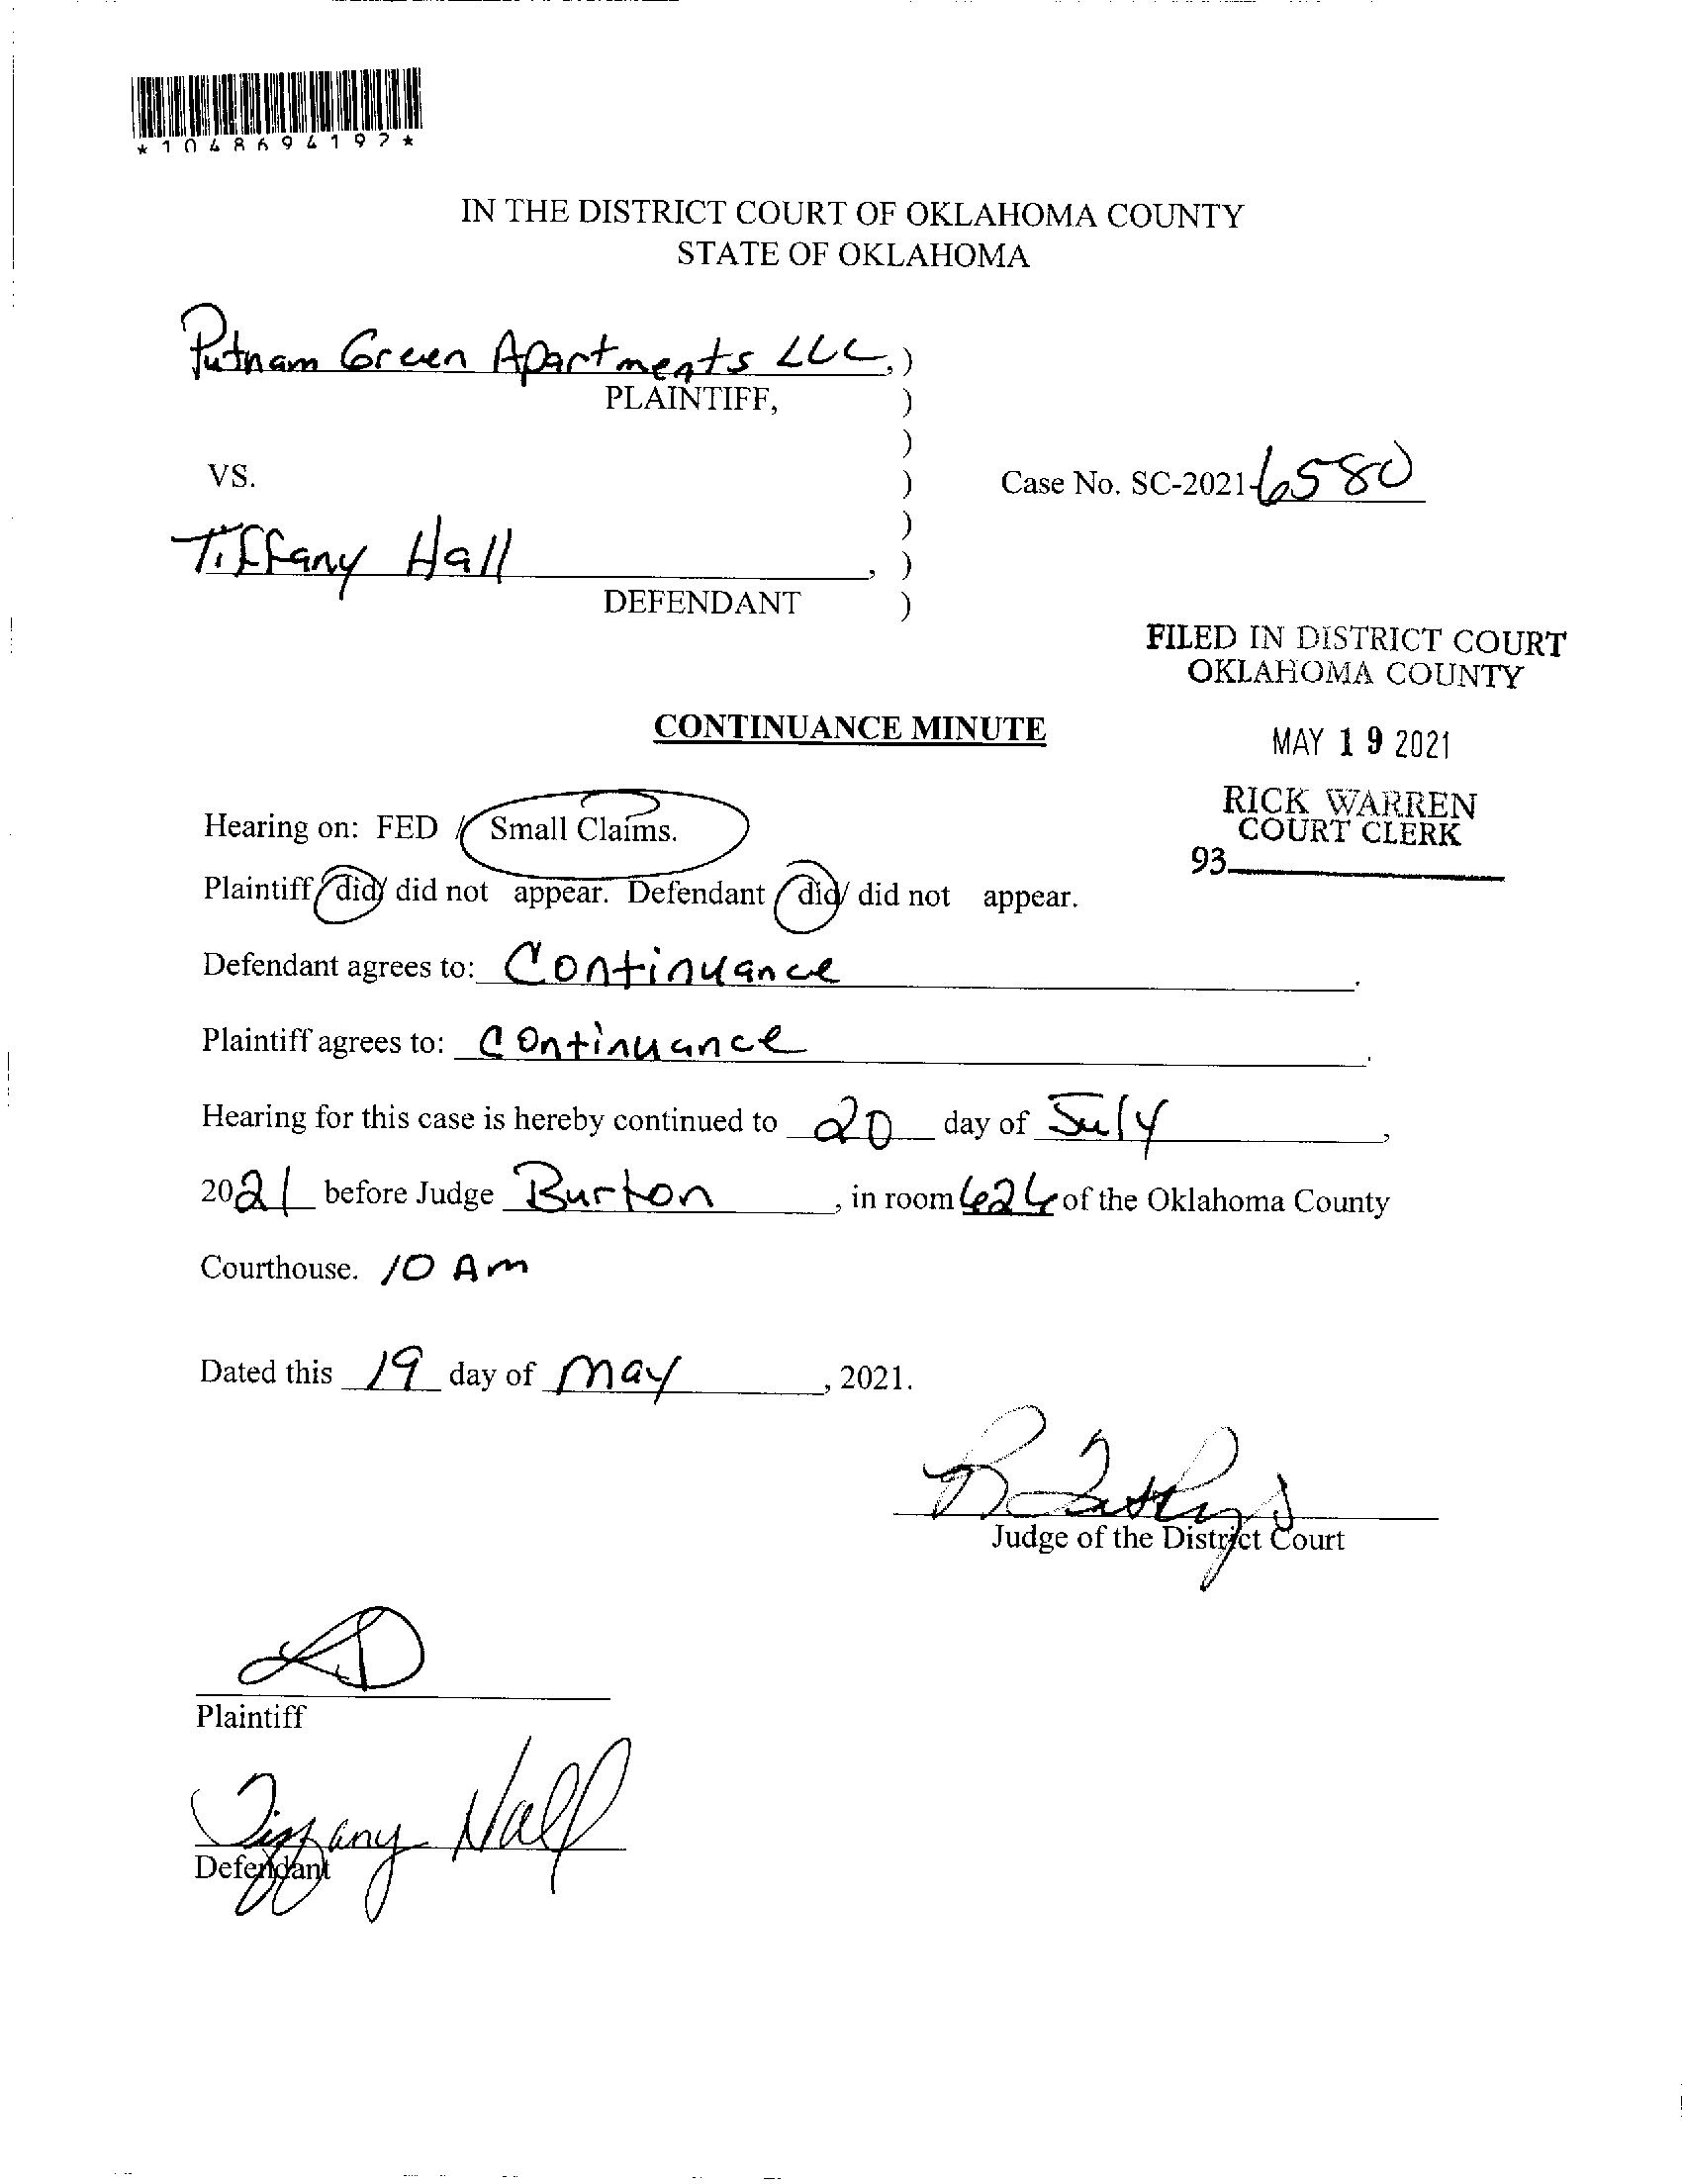 *1048694197*
IN THE DISTRICT COURT OF OKLAHOMA COUNTY
STATE OF OKLAHOMA
Putnam Green Apartments LLC,)
PLAINTIFF, )
)
VS. ) Case No. SC-2021-6580
)
Tiffany Hall, )
DEFENDANT )
FILED IN DISTRICT COURT
OKLAHOMA COUNTY
CONTINUANCE MINUTE
MAY 19 2021
RICK WARREN
COURT CLERK
93
Hearing on: FED / Small Claims.
Plaintiff did/ did not appear. Defendant did/ did not appear.
Defendant agrees to: Continuance.
Plaintiff agrees to: Continuance.
Hearing for this case is hereby continued to 20 day of July,
2021 before Judge Burton, in room 626 of the Oklahoma County
Courthouse. 10 Am
Dated this 19 day of may, 2021.
Judge of the District Court
Plaintiff
Tiffany Hall
Defendant